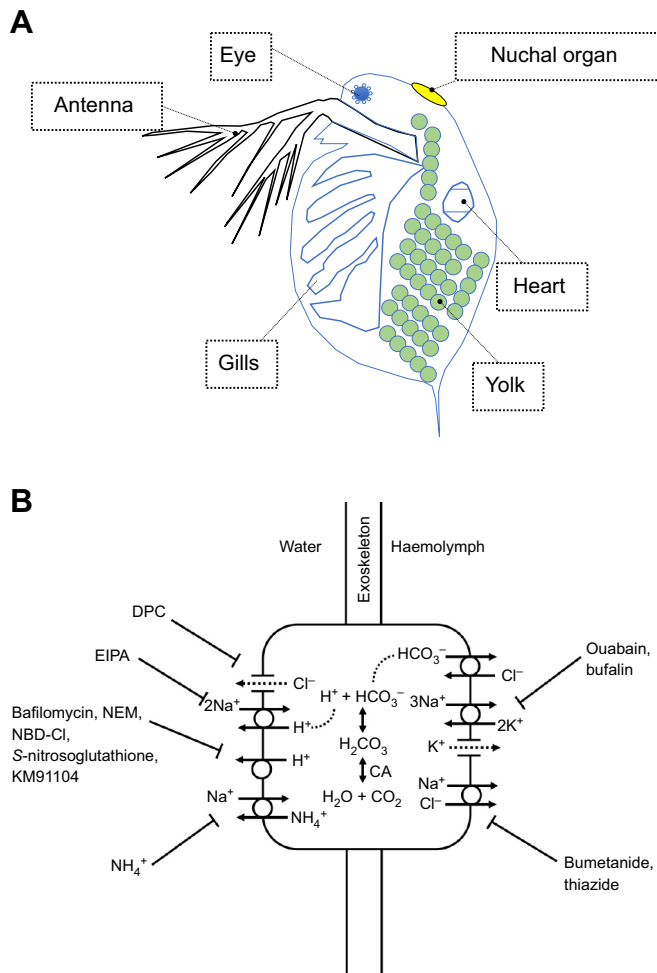 A
Eye
Nuchal organ
Antenna
Heart
Gills
Yolk
B
Water
Exoskeleton
Haemolymph
DPC
EIPA
Bafilomycin, NEM,
NBD-Cl,
S-nitrosoglutathione,
KM91104
NH₄⁺
Cl⁻
2Na⁺
H⁺
H⁺
Na⁺
NH₄⁺
H⁺ + HCO₃⁻
H₂CO₃
CA
H₂O + CO₂
HCO₃⁻
Cl⁻
3Na⁺
2K⁺
K⁺
Na⁺
Cl⁻
Ouabain,
bufalin
Bumetanide,
thiazide